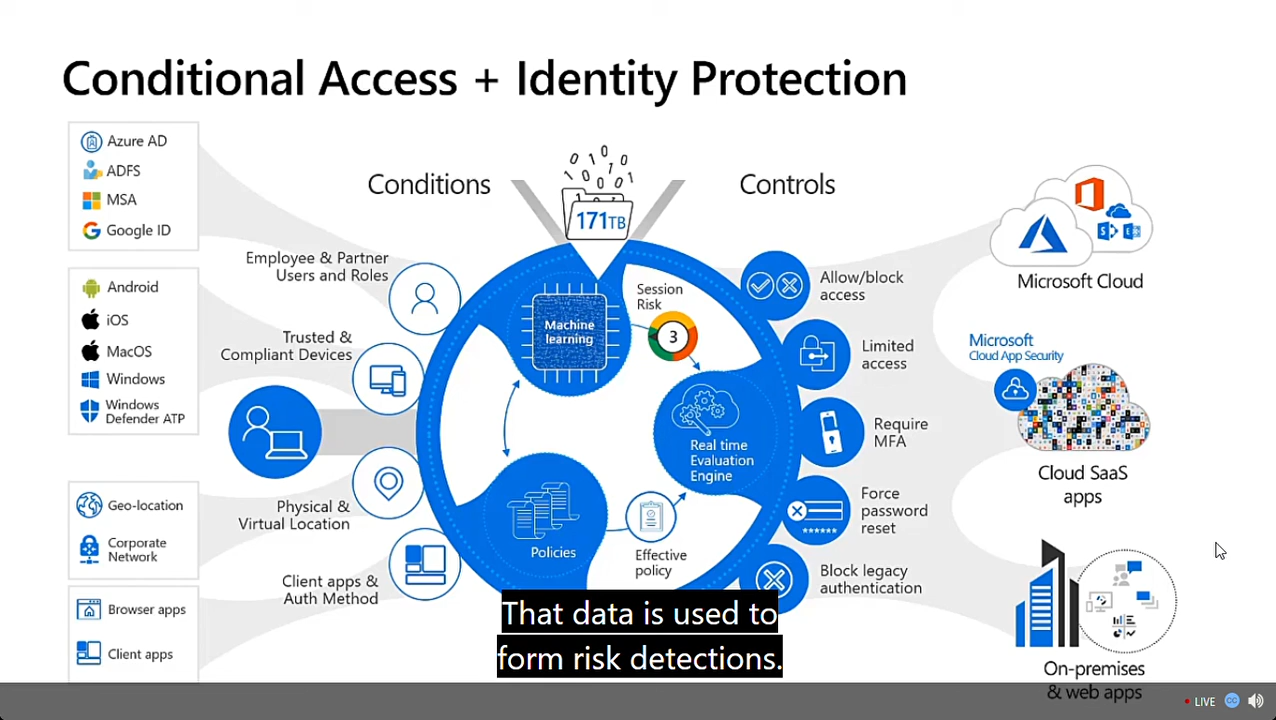 Conditional Access + Identity Protection
Azure AD
ADFS
MSA
Google ID
Android
iOS
MacOS
Windows
Windows
Defender ATP
Geo-location
Corporate
Network
Browser apps
Client apps
Conditions
Employee & Partner
Users and Roles
Trusted &
Compliant Devices
Physical &
Virtual Location
Client apps &
Auth Method
171TB
Machine
learning
Session
Risk
3
Real time
Evaluation
Engine
Policies
Effective
policy
Controls
Allow/block
access
Limited
access
Require
MFA
Force
password
reset
Block legacy
authentication
Microsoft Cloud
Microsoft
Cloud App Security
Cloud SaaS
apps
On-premises
& web apps
That data is used to
form risk detections.
LIVE
CC